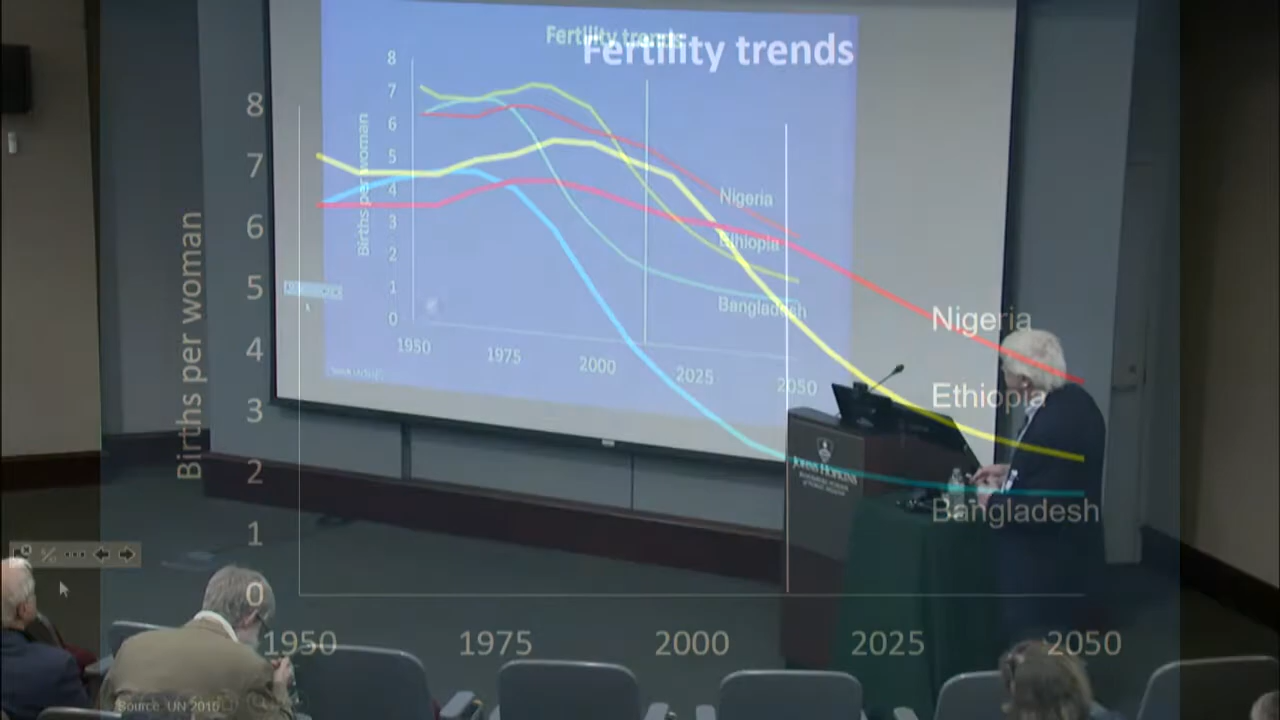 Fertility trends
Fertility trends
8
7
6
5
4
3
2
1
0
Births per woman
1950
1975
2000
2025
2050
Nigeria
Ethiopia
Bangladesh
8
7
6
5
4
3
2
1
0
Births per woman
1950
1975
2000
2025
2050
Nigeria
Ethiopia
Bangladesh
JOHNS HOPKINS
Source: UN 2010